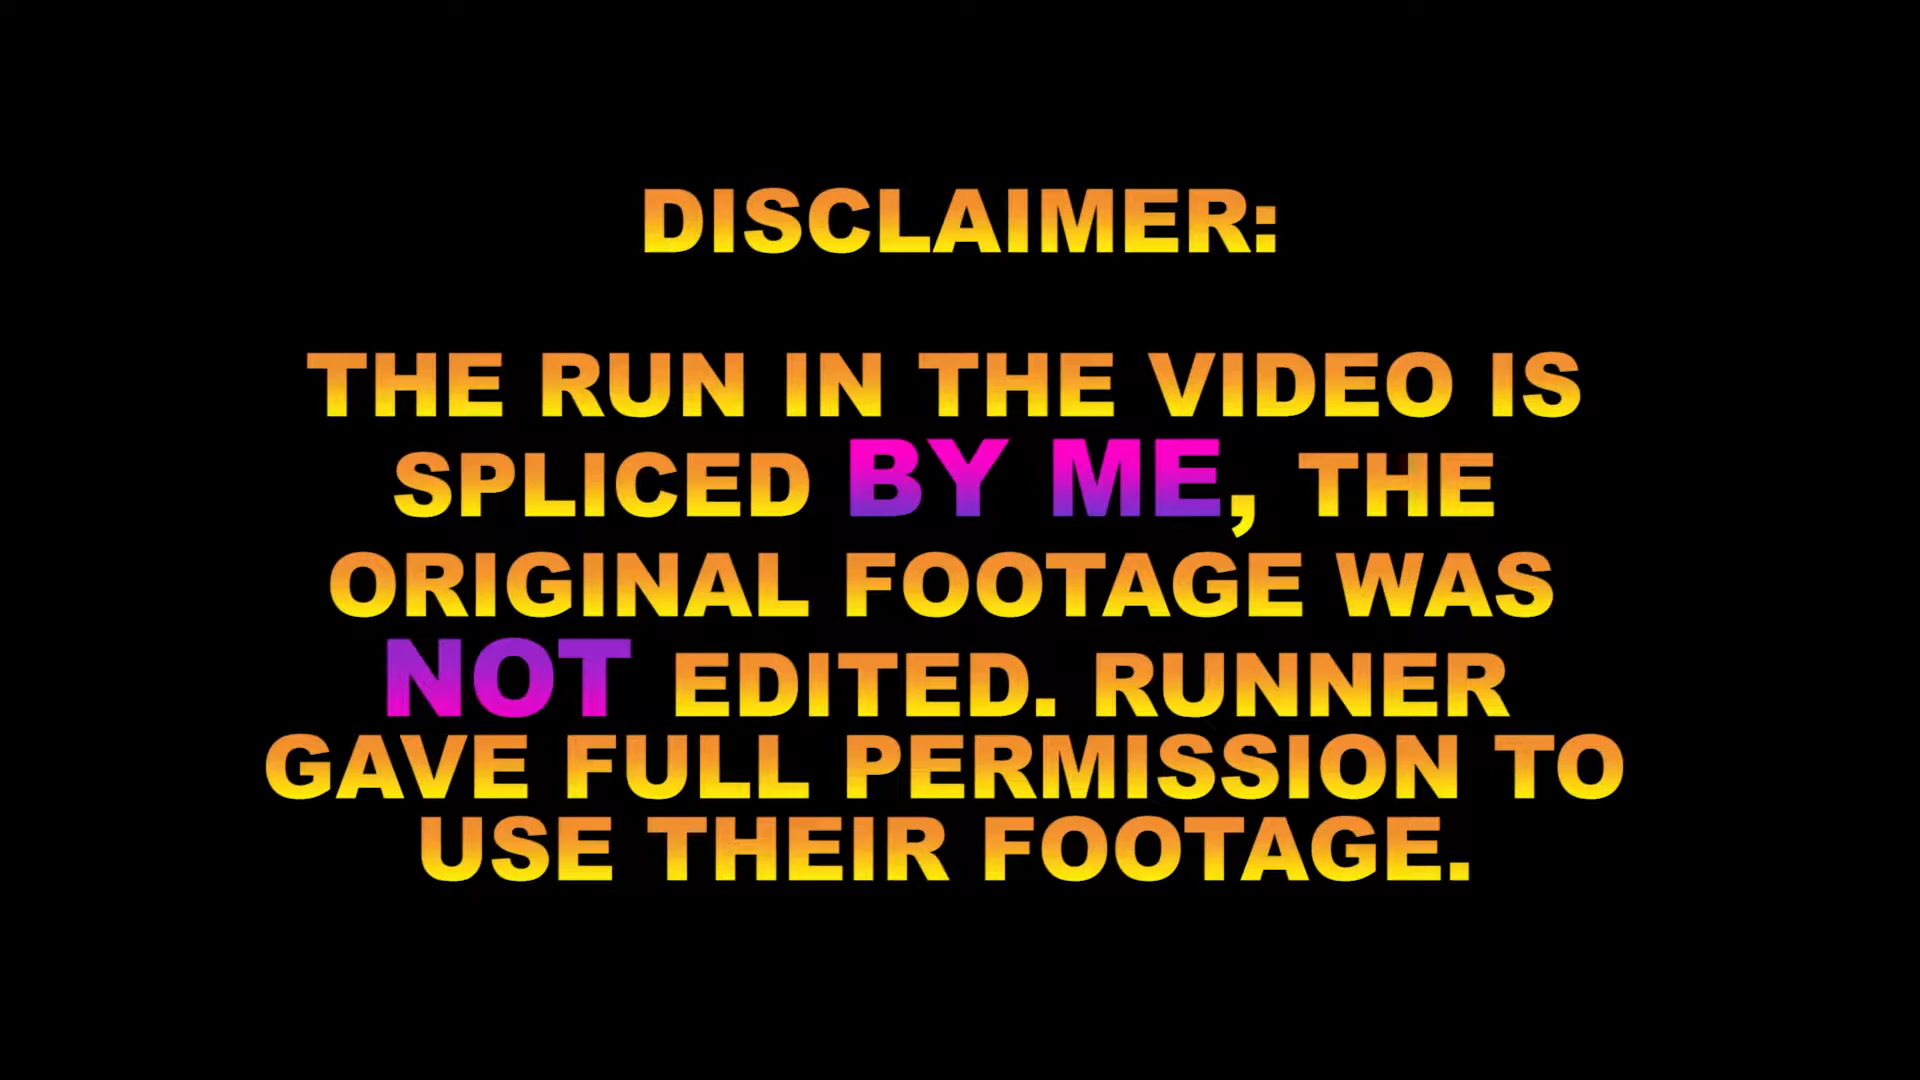 DISCLAIMER:
THE RUN IN THE VIDEO IS
SPLICED BY ME, THE
ORIGINAL FOOTAGE WAS
NOT EDITED. RUNNER
GAVE FULL PERMISSION TO
USE THEIR FOOTAGE.